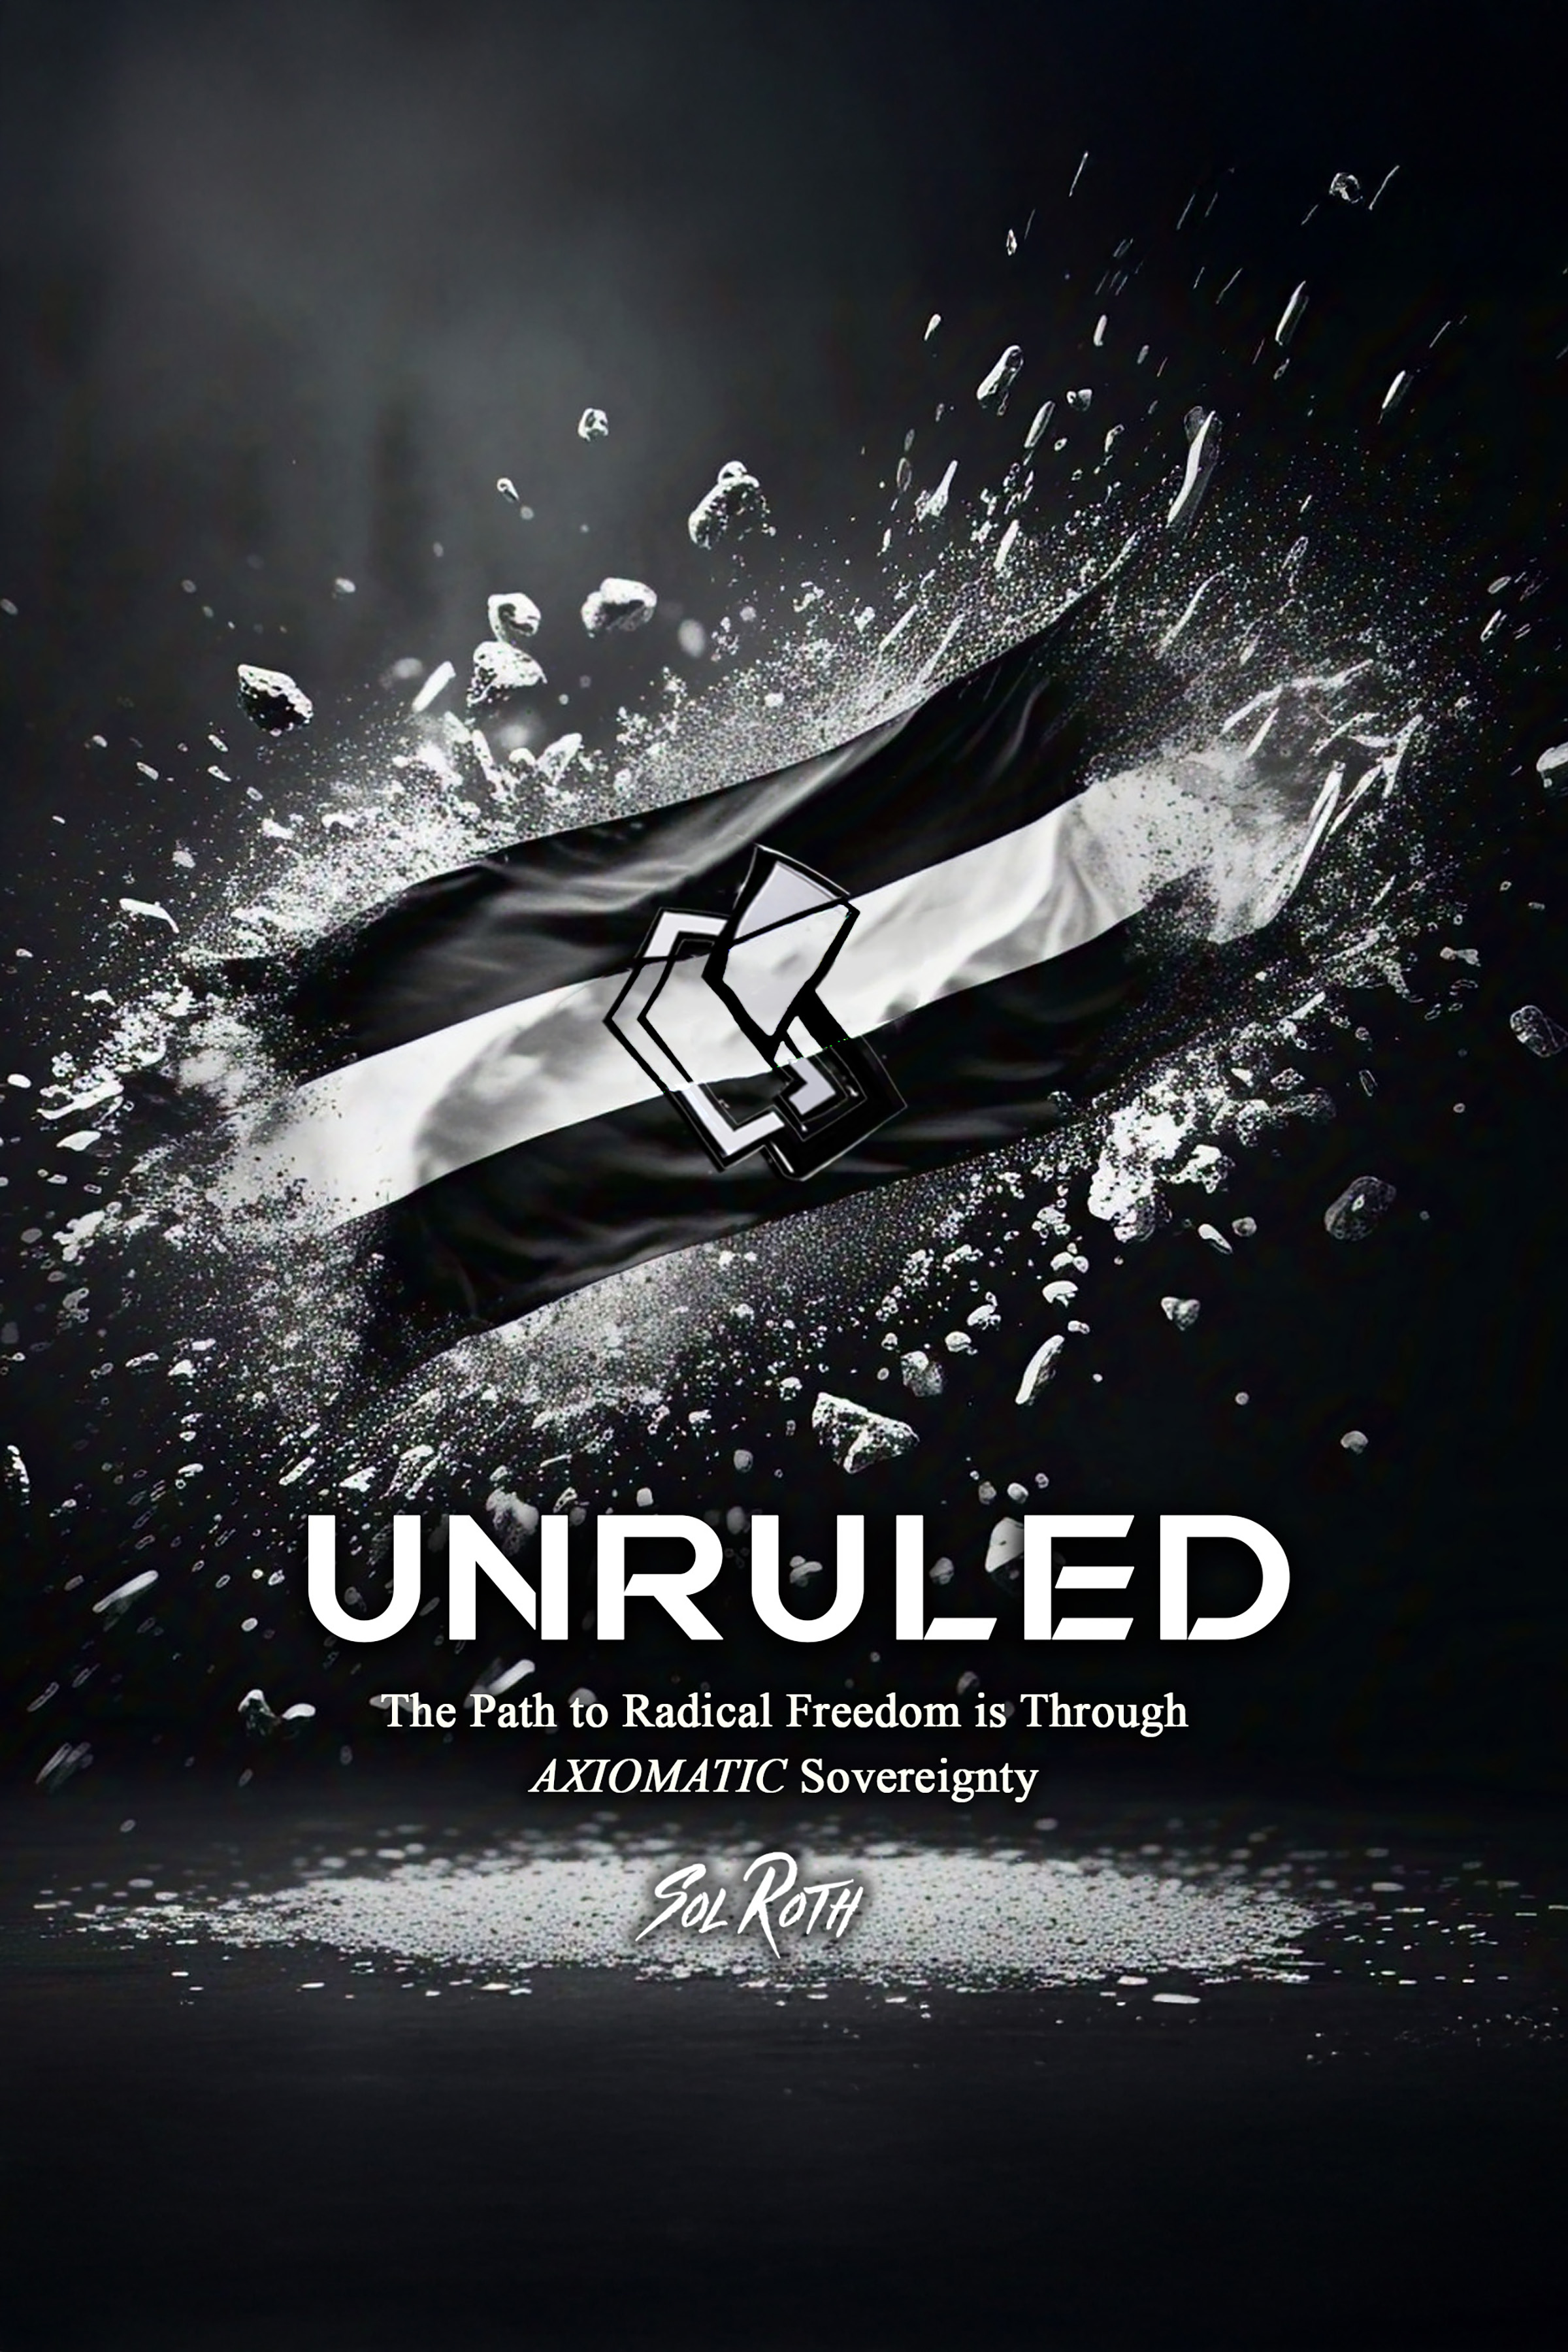 UNRULED
The Path to Radical Freedom is Through
AXIOMATIC Sovereignty
SOL ROTH